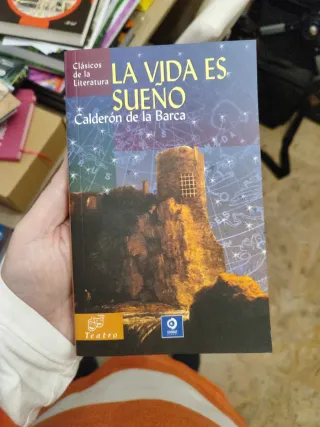 Clásicos
de la
Literatura
LA VIDA ES
SUEÑO
Calderón de la Barca
Teatro